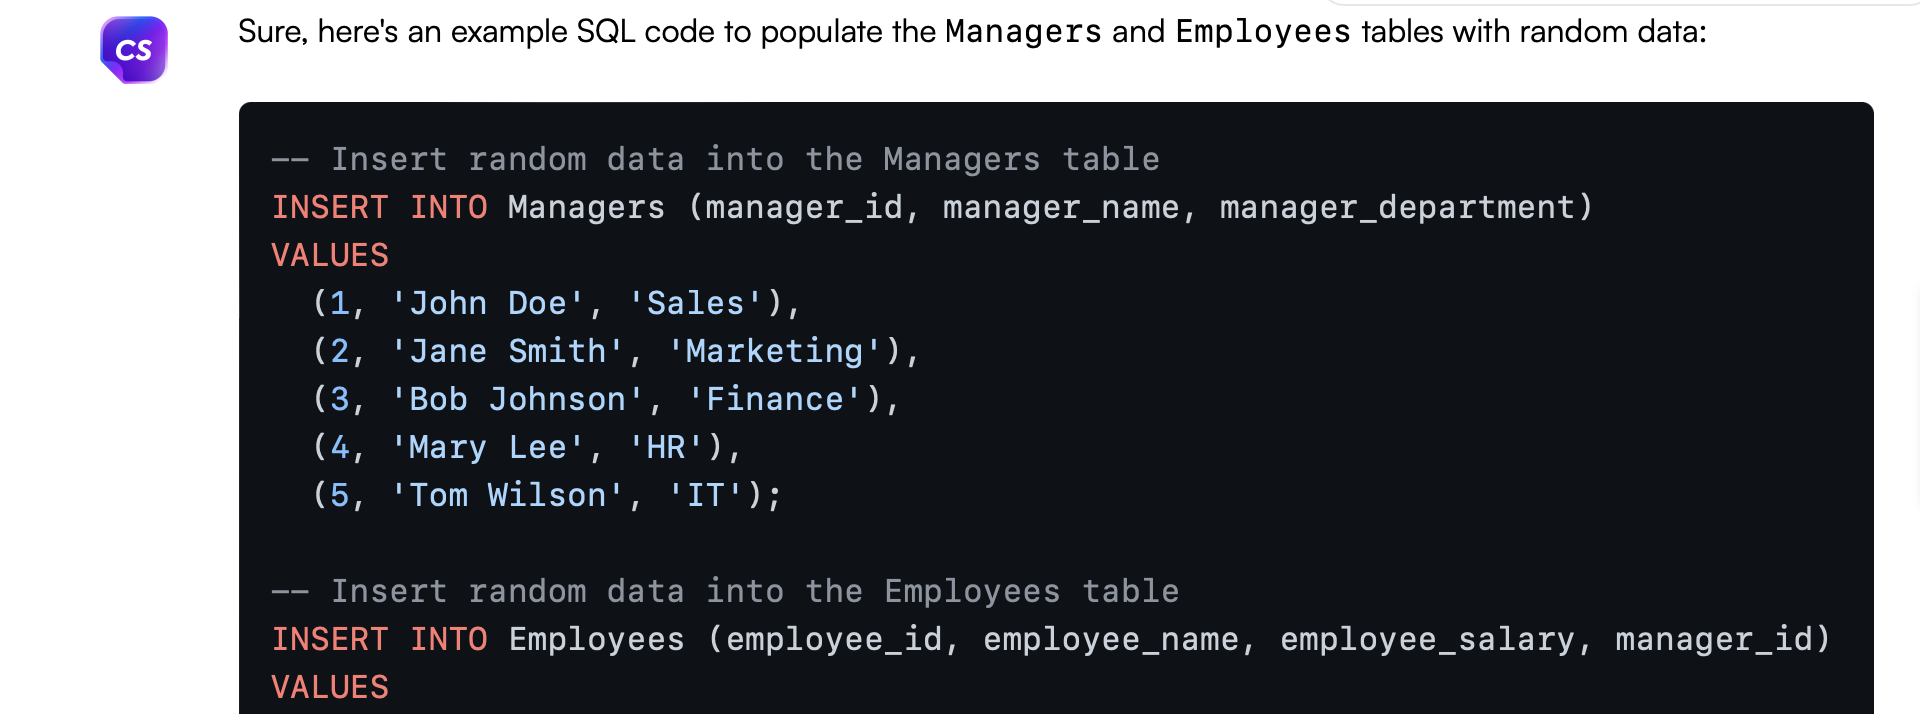 CS
Sure, here's an example SQL code to populate the Managers and Employees tables with random data:
-- Insert random data into the Managers table
INSERT INTO Managers (manager_id, manager_name, manager_department)
VALUES
  (1, 'John Doe', 'Sales'),
  (2, 'Jane Smith', 'Marketing'),
  (3, 'Bob Johnson', 'Finance'),
  (4, 'Mary Lee', 'HR'),
  (5, 'Tom Wilson', 'IT');
-- Insert random data into the Employees table
INSERT INTO Employees (employee_id, employee_name, employee_salary, manager_id)
VALUES